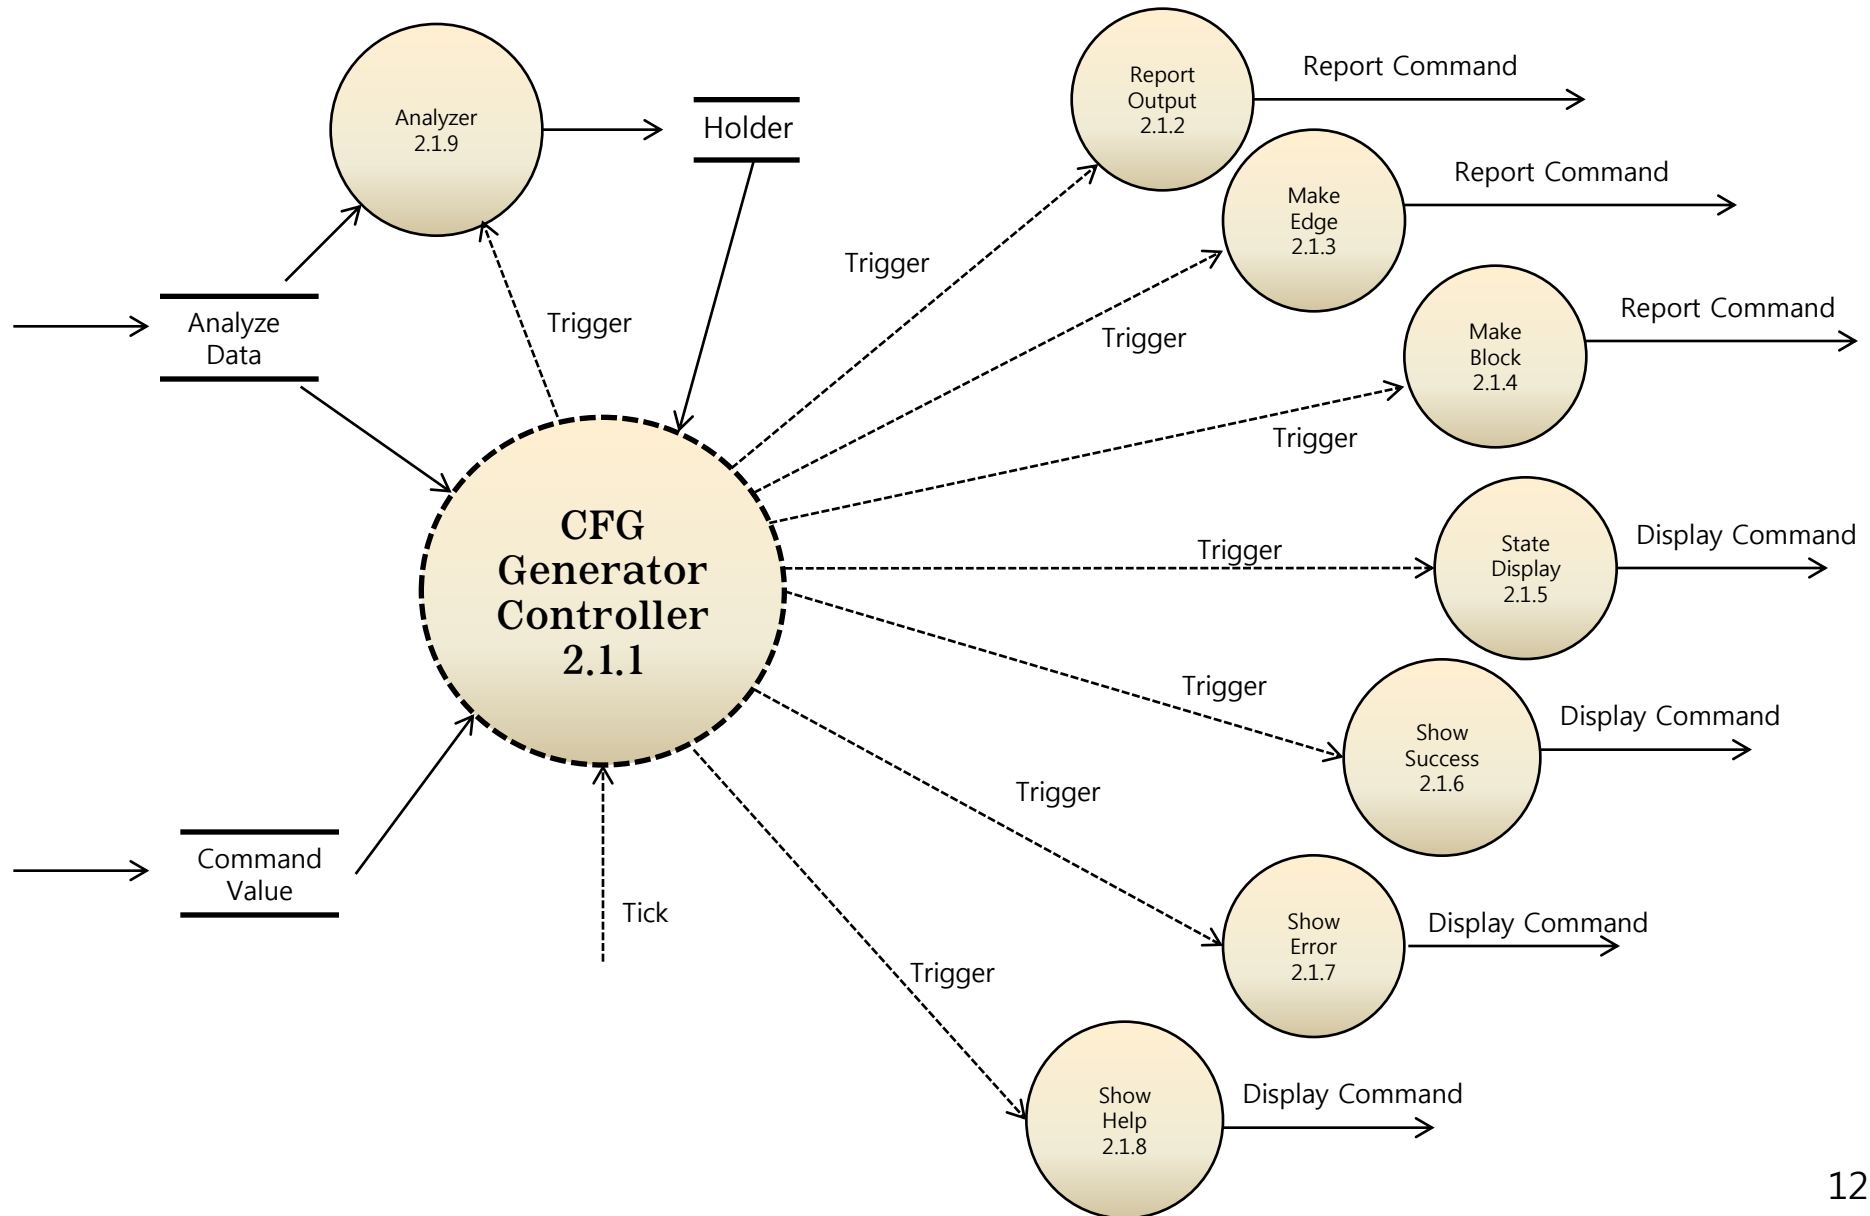 Report
Output
2.1.2
Report Command
Analyzer
2.1.9
Holder
Make
Edge
2.1.3
Report Command
Trigger
Analyze
Data
Trigger
Trigger
Make
Block
2.1.4
Report Command
Trigger
CFG
Generator
Controller
2.1.1
Trigger
State
Display
2.1.5
Display Command
Trigger
Show
Success
2.1.6
Display Command
Trigger
Command
Value
Tick
Show
Error
2.1.7
Display Command
Trigger
Show
Help
2.1.8
Display Command
12